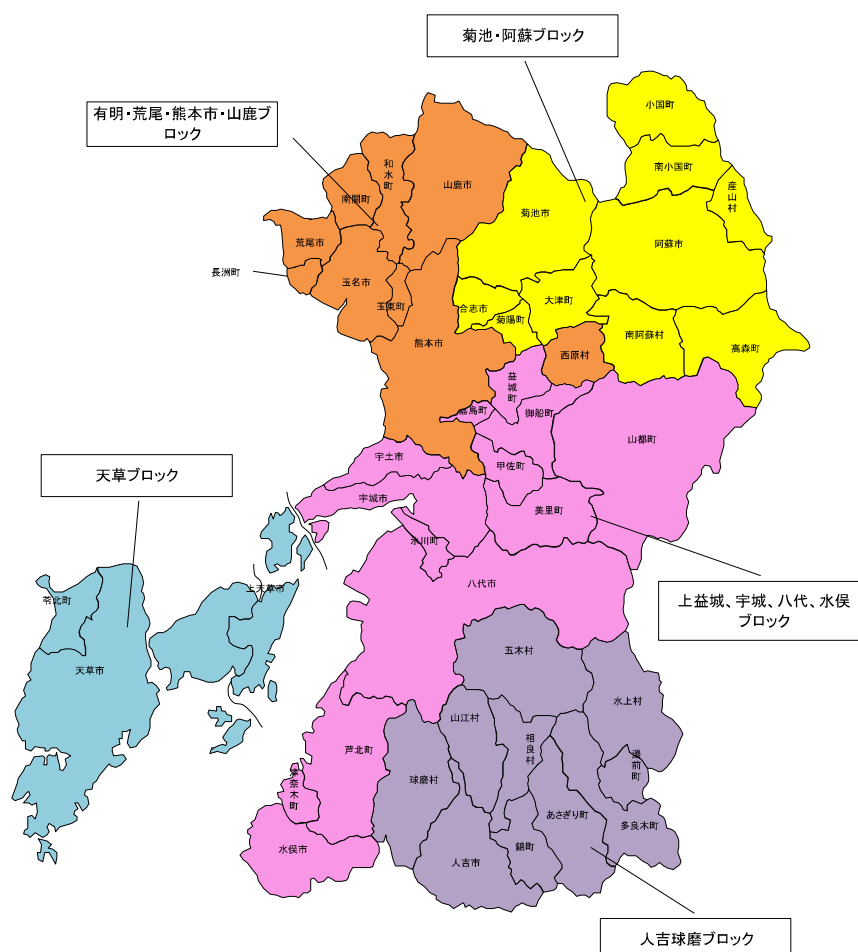 菊池・阿蘇ブロック
有明・荒尾・熊本市・山鹿ブ
ロック
小国町
南小国町
産山村
和水町
山鹿市
南関町
菊池市
阿蘇市
荒尾市
長洲町
玉名市
玉東町
合志市
大津町
菊陽町
熊本市
西原村
南阿蘇村
高森町
益城町
嘉島町
御船町
山都町
宇土市
甲佐町
天草ブロック
宇城市
美里町
氷川町
八代市
上天草市
苓北町
天草市
上益城、宇城、八代、水俣
ブロック
五木村
水上村
山江村
相良村
湯前町
芦北町
球磨村
津奈木町
あさぎり町
多良木町
水俣市
人吉市
錦町
人吉球磨ブロック